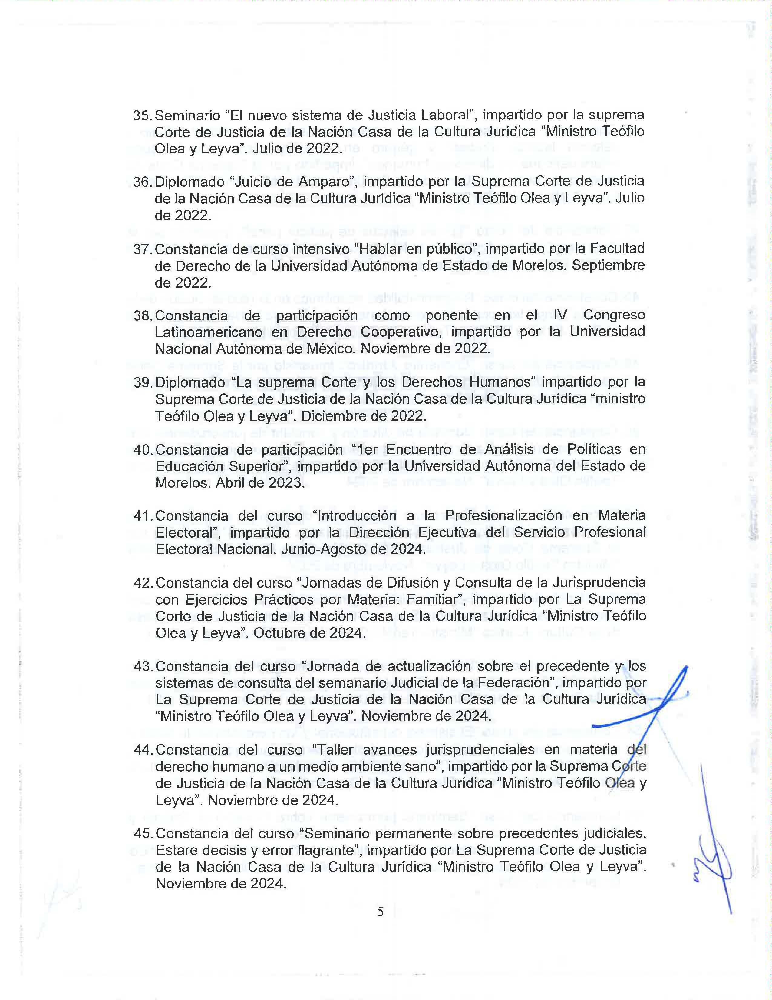 35. Seminario “El nuevo sistema de Justicia Laboral”, impartido por la suprema
Corte de Justicia de la Nación Casa de la Cultura Jurídica “Ministro Teófilo
Olea y Leyva”. Julio de 2022.
36. Diplomado “Juicio de Amparo”, impartido por la Suprema Corte de Justicia
de la Nación Casa de la Cultura Jurídica “Ministro Teófilo Olea y Leyva”. Julio
de 2022.
37. Constancia de curso intensivo “Hablar en público”, impartido por la Facultad
de Derecho de la Universidad Autónoma de Estado de Morelos. Septiembre
de 2022.
38. Constancia de participación como ponente en el IV Congreso
Latinoamericano en Derecho Cooperativo, impartido por la Universidad
Nacional Autónoma de México. Noviembre de 2022.
39. Diplomado “La suprema Corte y los Derechos Humanos” impartido por la
Suprema Corte de Justicia de la Nación Casa de la Cultura Jurídica “ministro
Teófilo Olea y Leyva”. Diciembre de 2022.
40. Constancia de participación “1er Encuentro de Análisis de Políticas en
Educación Superior”, impartido por la Universidad Autónoma del Estado de
Morelos. Abril de 2023.
41. Constancia del curso “Introducción a la Profesionalización en Materia
Electoral”, impartido por la Dirección Ejecutiva del Servicio Profesional
Electoral Nacional. Junio-Agosto de 2024.
42. Constancia del curso “Jornadas de Difusión y Consulta de la Jurisprudencia
con Ejercicios Prácticos por Materia: Familiar”, impartido por La Suprema
Corte de Justicia de la Nación Casa de la Cultura Jurídica “Ministro Teófilo
Olea y Leyva”. Octubre de 2024.
43. Constancia del curso “Jornada de actualización sobre el precedente y los
sistemas de consulta del semanario Judicial de la Federación”, impartido por
La Suprema Corte de Justicia de la Nación Casa de la Cultura Jurídica
“Ministro Teófilo Olea y Leyva”. Noviembre de 2024.
44. Constancia del curso “Taller avances jurisprudenciales en materia del
derecho humano a un medio ambiente sano”, impartido por la Suprema Corte
de Justicia de la Nación Casa de la Cultura Jurídica “Ministro Teófilo Olea y
Leyva”. Noviembre de 2024.
45. Constancia del curso “Seminario permanente sobre precedentes judiciales.
Estare decisis y error flagrante”, impartido por La Suprema Corte de Justicia
de la Nación Casa de la Cultura Jurídica “Ministro Teófilo Olea y Leyva”.
Noviembre de 2024.
5